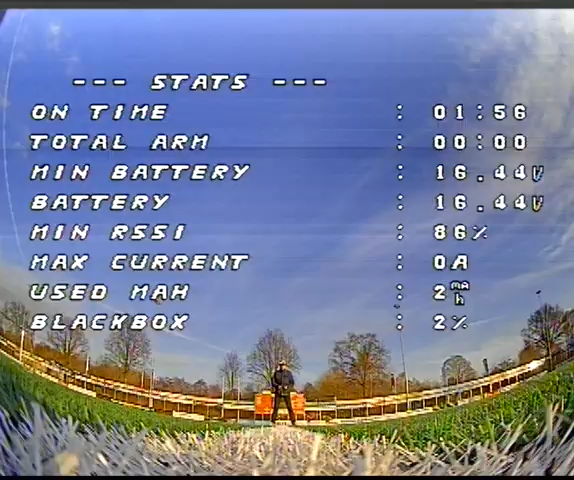 --- STATS ---
ON TIME : 01:56
TOTAL ARM : 00:00
MIN BATTERY : 16.44V
BATTERY : 16.44V
MIN RSSI : 86%
MAX CURRENT : 0A
USED MAH : 2mAh
BLACKBOX : 2%